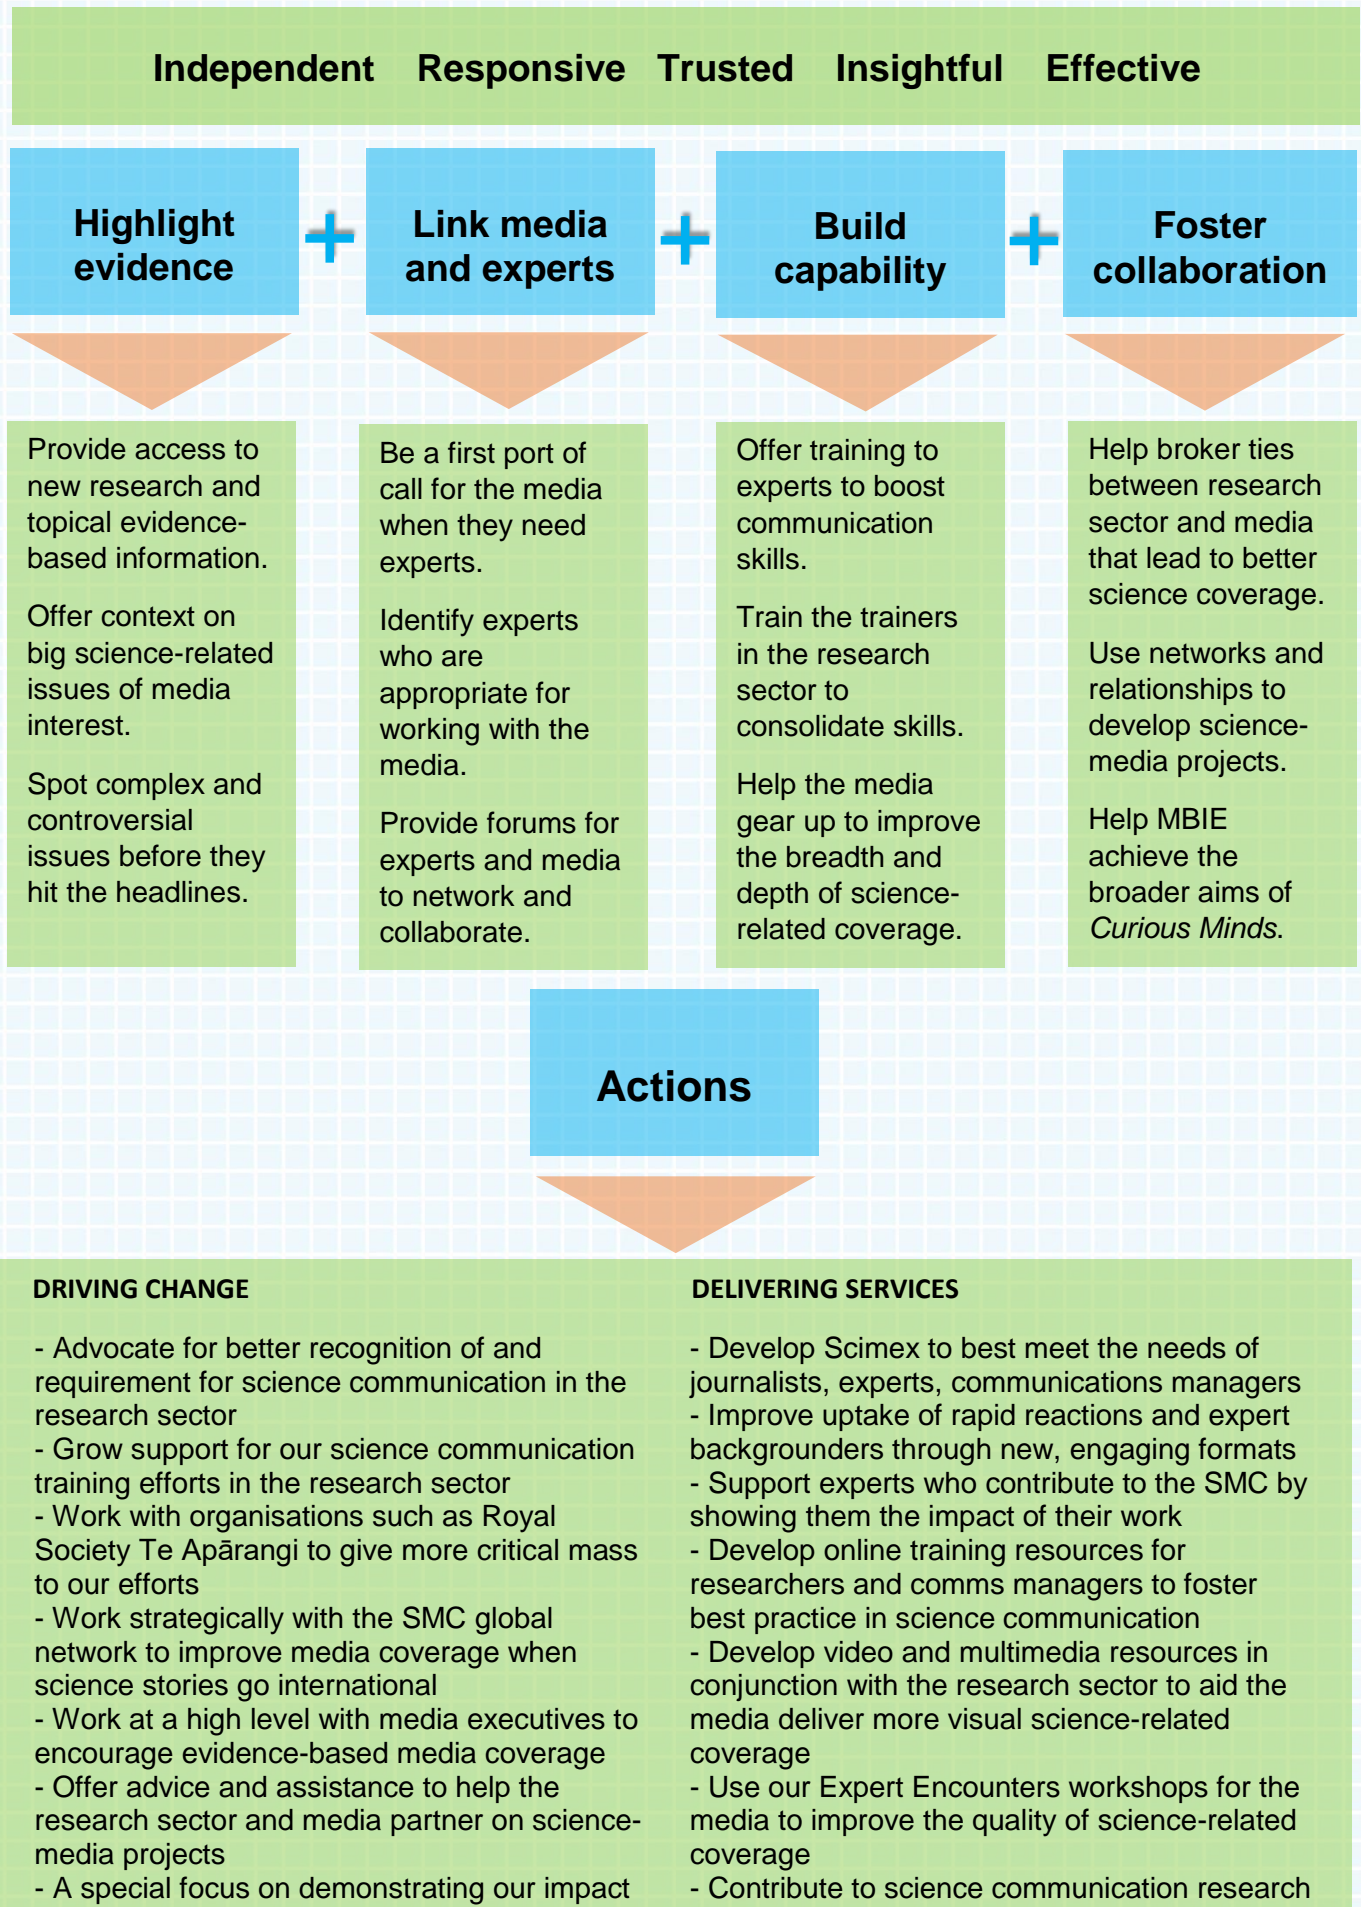 Independent Responsive Trusted Insightful Effective
Highlight
evidence
Link media
and experts
Build
capability
Foster
collaboration
Provide access to
new research and
topical evidence-
based information.
Offer context on
big science-related
issues of media
interest.
Spot complex and
controversial
issues before they
hit the headlines.
Be a first port of
call for the media
when they need
experts.
Identify experts
who are
appropriate for
working with the
media.
Provide forums for
experts and media
to network and
collaborate.
Offer training to
experts to boost
communication
skills.
Train the trainers
in the research
sector to
consolidate skills.
Help the media
gear up to improve
the breadth and
depth of science-
related coverage.
Help broker ties
between research
sector and media
that lead to better
science coverage.
Use networks and
relationships to
develop science-
media projects.
Help MBIE
achieve the
broader aims of
Curious Minds.
Actions
DRIVING CHANGE
- Advocate for better recognition of and
requirement for science communication in the
research sector
- Grow support for our science communication
training efforts in the research sector
- Work with organisations such as Royal
Society Te Apārangi to give more critical mass
to our efforts
- Work strategically with the SMC global
network to improve media coverage when
science stories go international
- Work at a high level with media executives to
encourage evidence-based media coverage
- Offer advice and assistance to help the
research sector and media partner on science-
media projects
- A special focus on demonstrating our impact
DELIVERING SERVICES
- Develop Scimex to best meet the needs of
journalists, experts, communications managers
- Improve uptake of rapid reactions and expert
backgrounders through new, engaging formats
- Support experts who contribute to the SMC by
showing them the impact of their work
- Develop online training resources for
researchers and comms managers to foster
best practice in science communication
- Develop video and multimedia resources in
conjunction with the research sector to aid the
media deliver more visual science-related
coverage
- Use our Expert Encounters workshops for the
media to improve the quality of science-related
coverage
- Contribute to science communication research